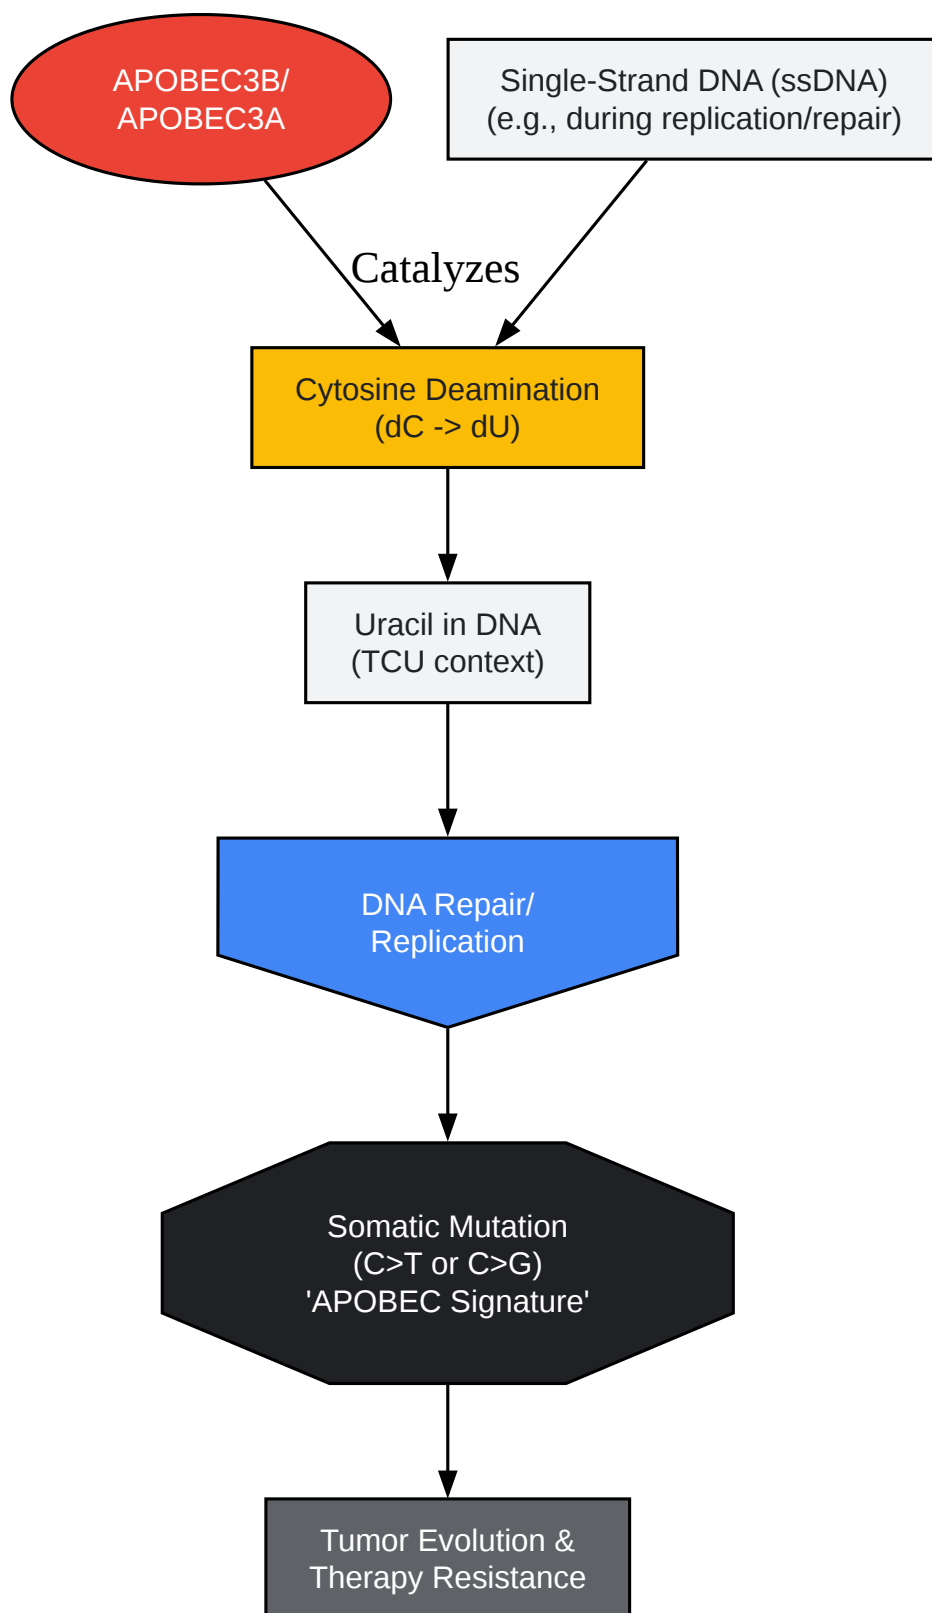 APOBEC3B/
APOBEC3A
Single-Strand DNA (ssDNA)
(e.g., during replication/repair)
Catalyzes
Cytosine Deamination
(dC -> dU)
Uracil in DNA
(TCU context)
DNA Repair/
Replication
Somatic Mutation
(C>T or C>G)
'APOBEC Signature'
Tumor Evolution &
Therapy Resistance